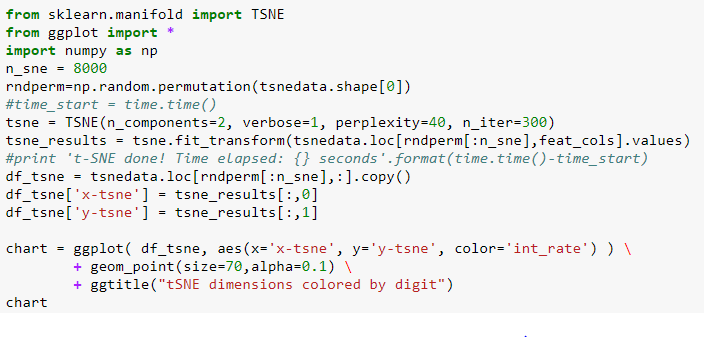 from sklearn.manifold import TSNE
from ggplot import *
import numpy as np
n_sne = 8000
rndperm=np.random.permutation(tsnedata.shape[0])
#time_start = time.time()
tsne = TSNE(n_components=2, verbose=1, perplexity=40, n_iter=300)
tsne_results = tsne.fit_transform(tsnedata.loc[rndperm[:n_sne],feat_cols].values)
#print 't-SNE done! Time elapsed: {} seconds'.format(time.time()-time_start)
df_tsne = tsnedata.loc[rndperm[:n_sne],:].copy()
df_tsne['x-tsne'] = tsne_results[:,0]
df_tsne['y-tsne'] = tsne_results[:,1]

chart = ggplot( df_tsne, aes(x='x-tsne', y='y-tsne', color='int_rate') ) \
        + geom_point(size=70,alpha=0.1) \
        + ggtitle("tSNE dimensions colored by digit")
chart